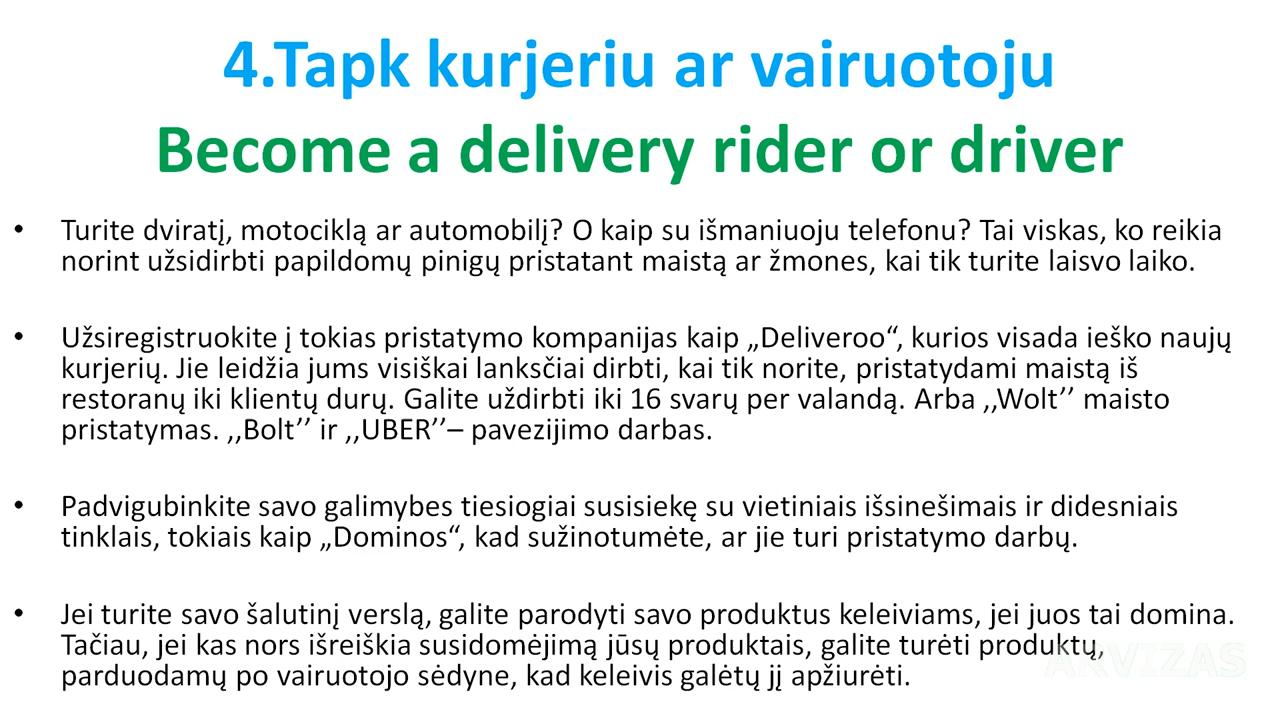 4.Tapk kurjeriu ar vairuotoju
Become a delivery rider or driver
• Turite dviratį, motociklą ar automobilį? O kaip su išmaniuoju telefonu? Tai viskas, ko reikia
norint užsidirbti papildomų pinigų pristatant maistą ar žmones, kai tik turite laisvo laiko.
• Užsiregistruokite į tokias pristatymo kompanijas kaip „Deliveroo“, kurios visada ieško naujų
kurjerių. Jie leidžia jums visiškai lanksčiai dirbti, kai tik norite, pristatydami maistą iš
restoranų iki klientų durų. Galite uždirbti iki 16 svarų per valandą. Arba ,,Wolt’’ maisto
pristatymas. ,,Bolt’’ ir ,,UBER’’– pavezijimo darbas.
• Padvigubinkite savo galimybes tiesiogiai susisiekę su vietiniais išsinešimais ir didesniais
tinklais, tokiais kaip „Dominos“, kad sužinotumėte, ar jie turi pristatymo darbų.
• Jei turite savo šalutinį verslą, galite parodyti savo produktus keleiviams, jei juos tai domina.
Tačiau, jei kas nors išreiškia susidomėjimą jūsų produktais, galite turėti produktų,
parduodamų po vairuotojo sėdyne, kad keleivis galėtų jį apžiurėti.
ARVIZAS